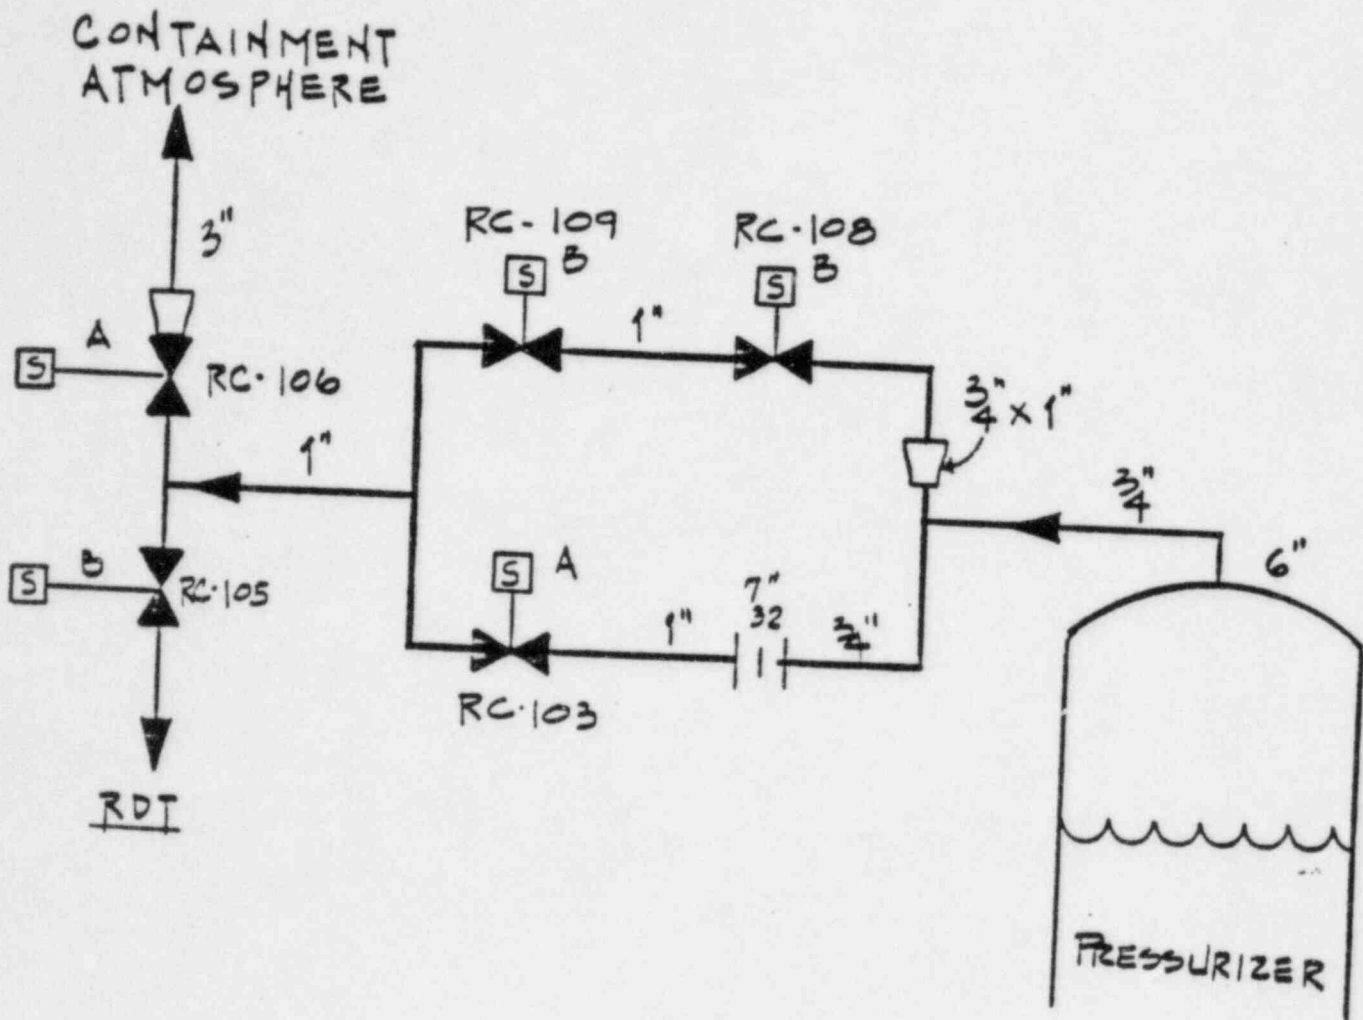 CONTAINMENT
ATMOSPHERE
3"
RC-109
B
RC-108
B
S
S
1"
A
S
RC-106
3/4" x 1"
1"
3/4"
6"
S
A
B
S
RC-105
7"
32
1"
3/4"
RC-103
RDT
PRESSURIZER